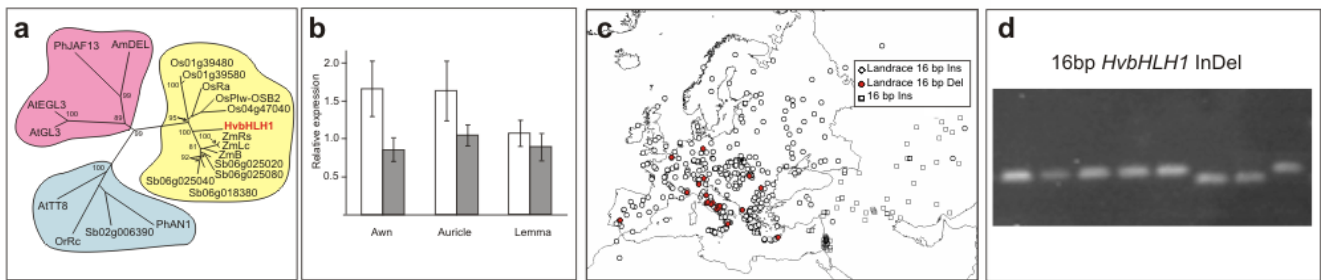 a
PhJAF13
AmDEL
99
AtEGL3
100
AtGL3
89
99
Os01g39480
Os01g39580
OsRa
100
OsPlw-OSB2
Os04g47040
95
HvbHLH1
100
100
ZmRs
ZmLc
81
ZmB
92
Sb06g025020
Sb06g025080
Sb06g025040
Sb06g018380
100
AtTT8
PhAN1
Sb02g006390
OrRc
b
Relative expression
2.0
1.5
1.0
0.5
Awn
Auricle
Lemma
c
Landrace 16 bp Ins
Landrace 16 bp Del
16 bp Ins
d
16bp HvbHLH1 InDel